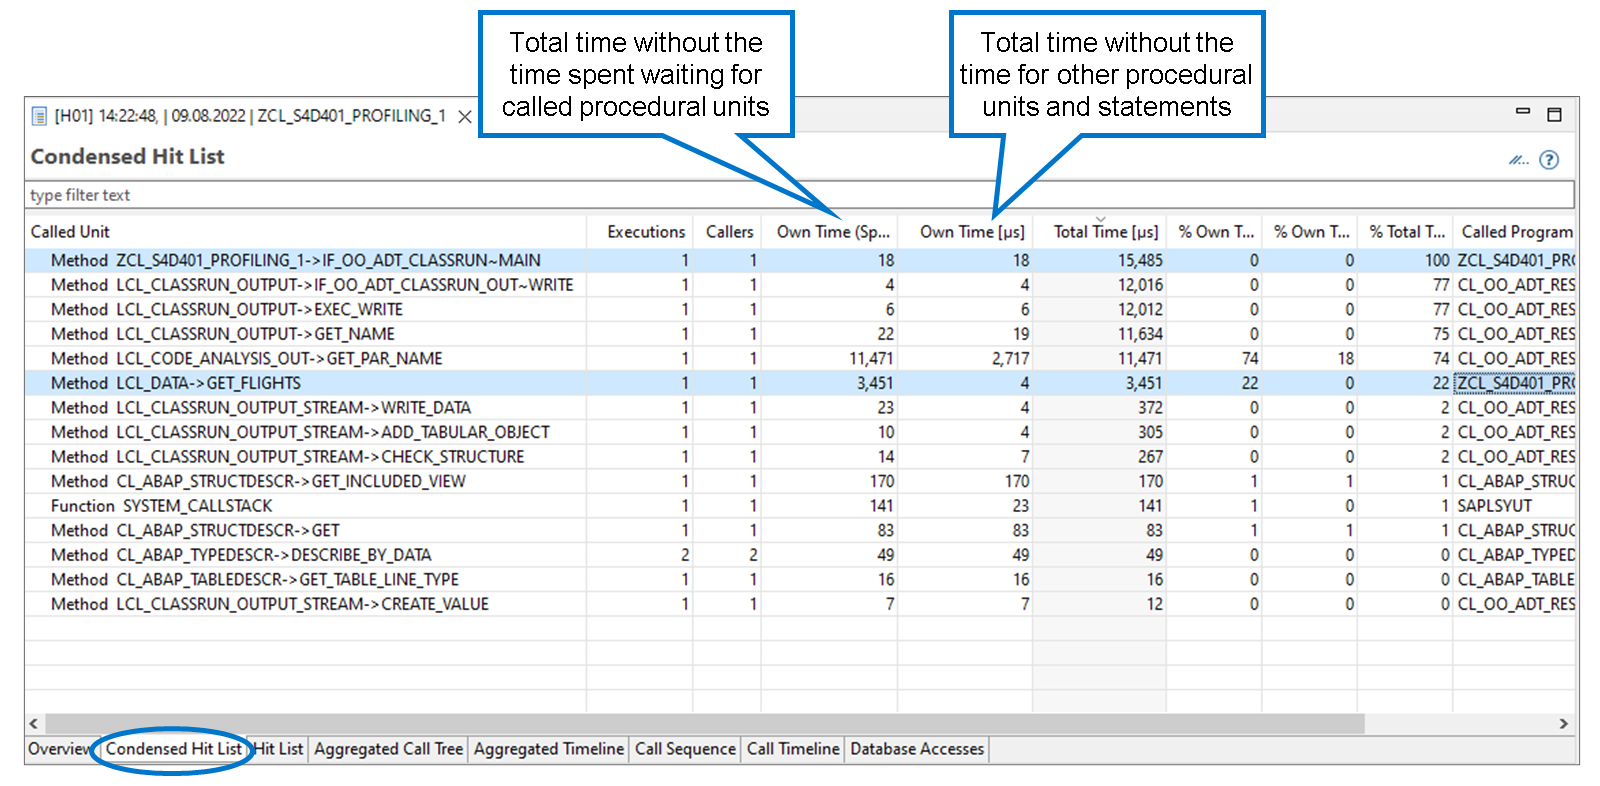 Total time without the
time spent waiting for
called procedural units
Total time without the
time for other procedural
units and statements
[H01] 14:22:48, | 09.08.2022 | ZCL_S4D401_PROFILING_1
Condensed Hit List
type filter text
Called Unit Executions Callers Own Time (Sp... Own Time [µs] Total Time [µs] % Own T... % Own T... % Total T... Called Program
Method ZCL_S4D401_PROFILING_1->IF_OO_ADT_CLASSRUN~MAIN 1 1 18 18 15,485 0 0 100 ZCL_S4D401_PRO
Method LCL_CLASSRUN_OUTPUT->IF_OO_ADT_CLASSRUN_OUT~WRITE 1 1 4 4 12,016 0 0 77 CL_OO_ADT_RES
Method LCL_CLASSRUN_OUTPUT->EXEC_WRITE 1 1 6 6 12,012 0 0 77 CL_OO_ADT_RES
Method LCL_CLASSRUN_OUTPUT->GET_NAME 1 1 22 19 11,634 0 0 75 CL_OO_ADT_RES
Method LCL_CODE_ANALYSIS_OUT->GET_PAR_NAME 1 1 11,471 2,717 11,471 74 18 74 CL_OO_ADT_RES
Method LCL_DATA->GET_FLIGHTS 1 1 3,451 4 3,451 22 0 22 ZCL_S4D401_PRO
Method LCL_CLASSRUN_OUTPUT_STREAM->WRITE_DATA 1 1 23 4 372 0 0 2 CL_OO_ADT_RES
Method LCL_CLASSRUN_OUTPUT_STREAM->ADD_TABULAR_OBJECT 1 1 10 4 305 0 0 2 CL_OO_ADT_RES
Method LCL_CLASSRUN_OUTPUT_STREAM->CHECK_STRUCTURE 1 1 14 7 267 0 0 2 CL_OO_ADT_RES
Method CL_ABAP_STRUCTDESCR->GET_INCLUDED_VIEW 1 1 170 170 170 1 1 1 CL_ABAP_STRUC
Function SYSTEM_CALLSTACK 1 1 141 23 141 1 0 1 SAPLSYUT
Method CL_ABAP_STRUCTDESCR->GET 1 1 83 83 83 1 1 1 CL_ABAP_STRUC
Method CL_ABAP_TYPEDESCR->DESCRIBE_BY_DATA 2 2 49 49 49 0 0 0 CL_ABAP_TYPED
Method CL_ABAP_TABLEDESCR->GET_TABLE_LINE_TYPE 1 1 16 16 16 0 0 0 CL_ABAP_TABLE
Method LCL_CLASSRUN_OUTPUT_STREAM->CREATE_VALUE 1 1 7 7 12 0 0 0 CL_OO_ADT_RES
Overview Condensed Hit List Hit List Aggregated Call Tree Aggregated Timeline Call Sequence Call Timeline Database Accesses